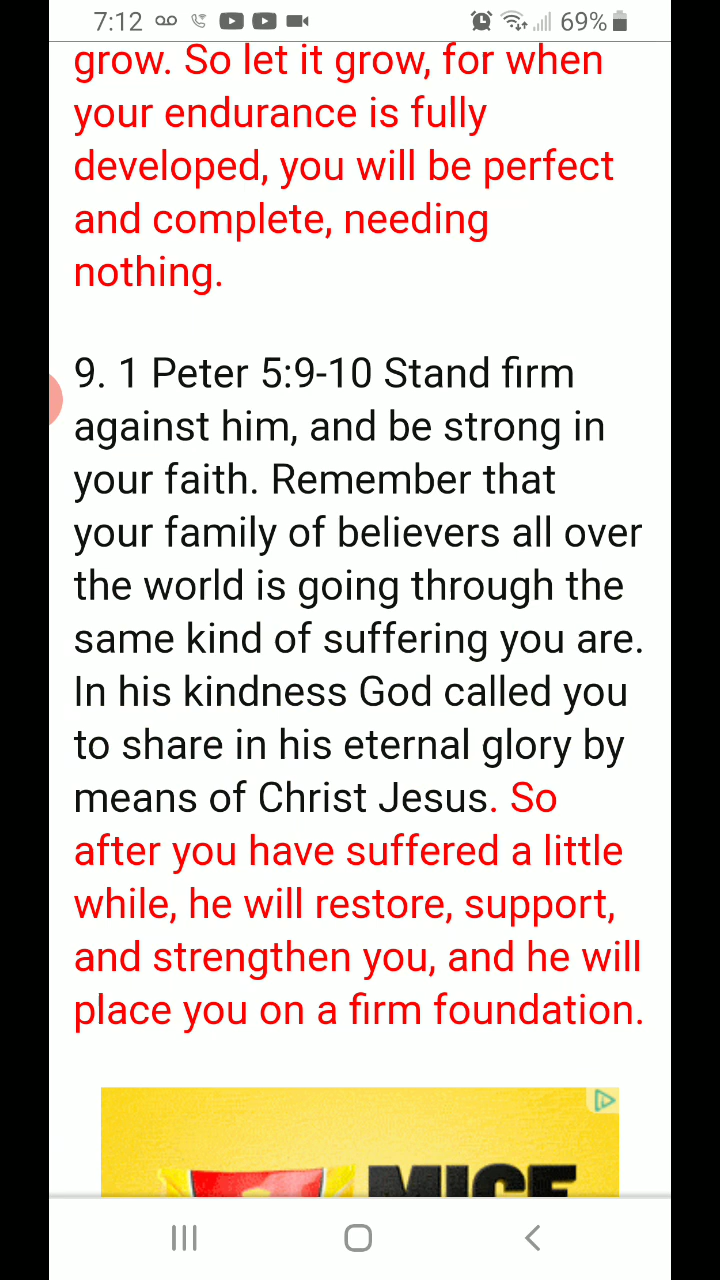 7:12
69%
grow. So let it grow, for when
your endurance is fully
developed, you will be perfect
and complete, needing
nothing.
9. 1 Peter 5:9-10 Stand firm
against him, and be strong in
your faith. Remember that
your family of believers all over
the world is going through the
same kind of suffering you are.
In his kindness God called you
to share in his eternal glory by
means of Christ Jesus. So
after you have suffered a little
while, he will restore, support,
and strengthen you, and he will
place you on a firm foundation.
MICE